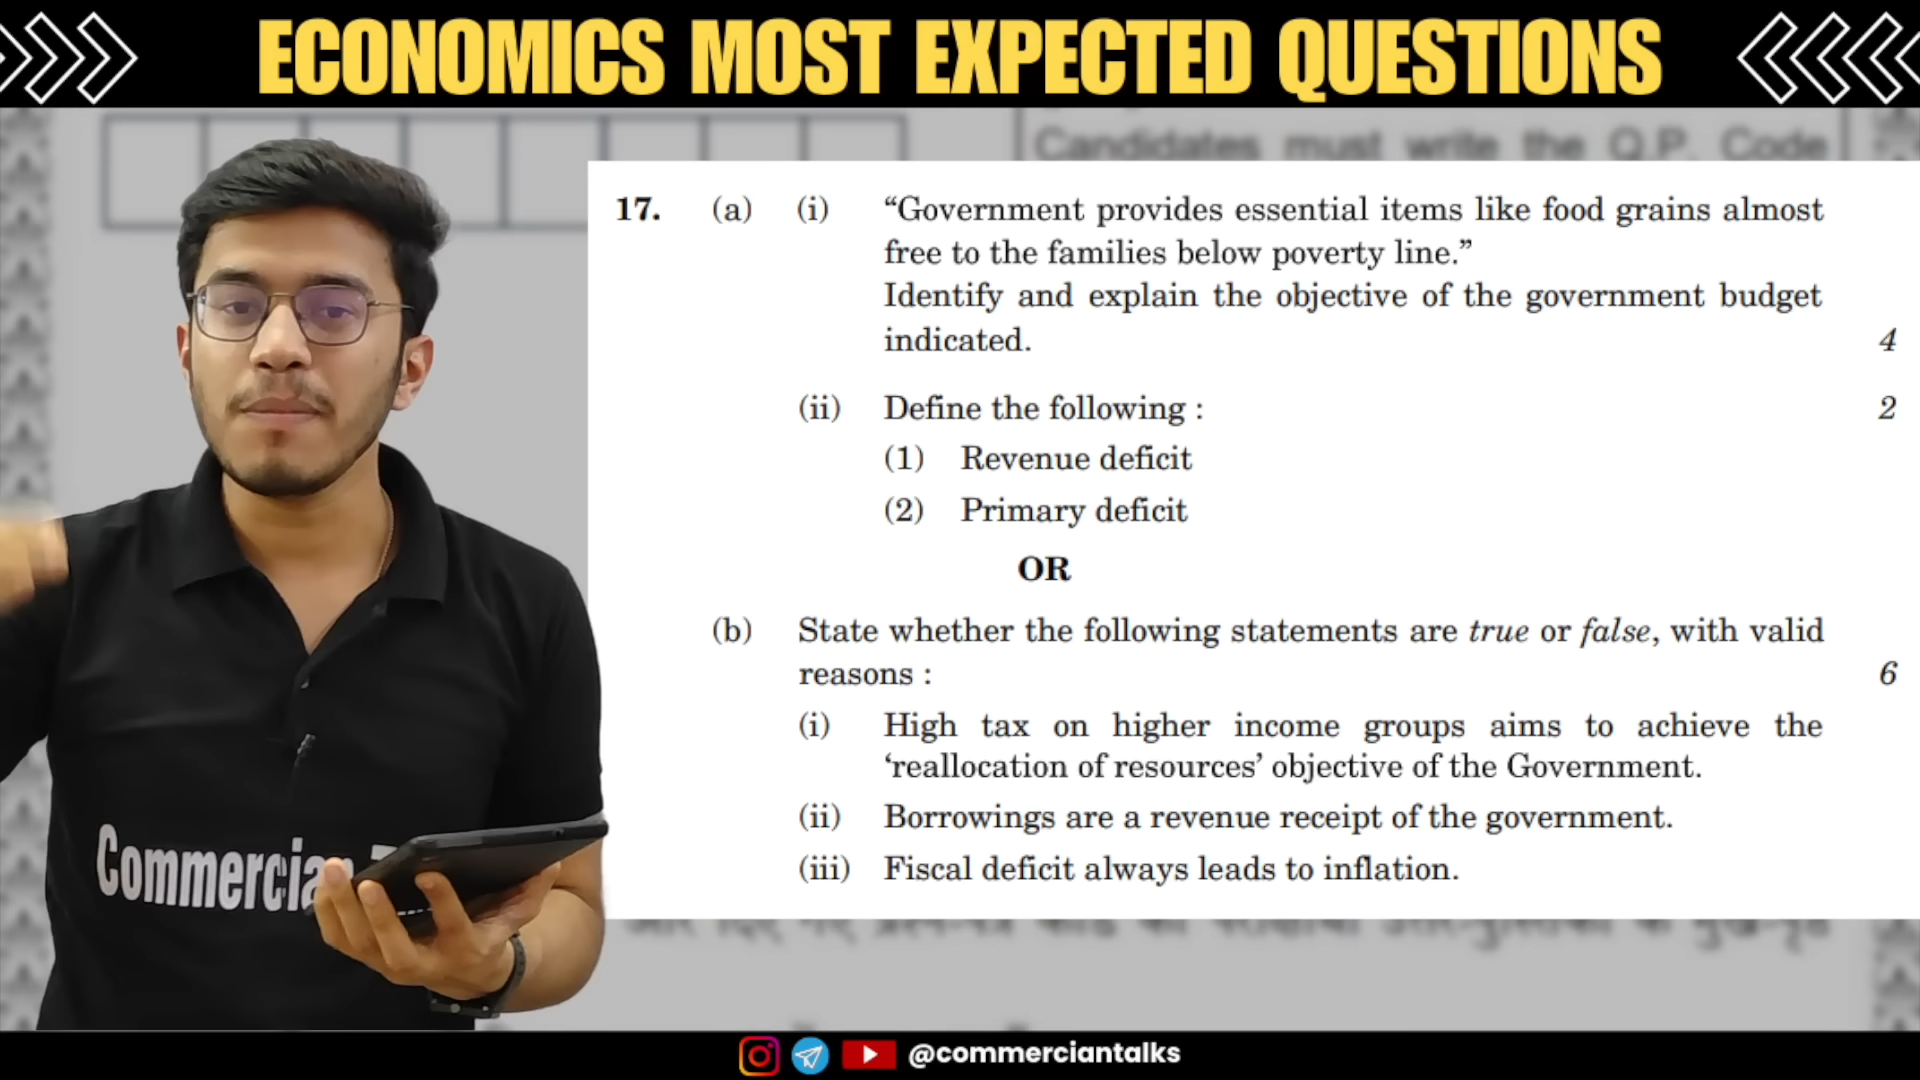 ECONOMICS MOST EXPECTED QUESTIONS
Candidates must write the Q.P. Code
17. (a) (i) “Government provides essential items like food grains almost
free to the families below poverty line.”
Identify and explain the objective of the government budget
indicated. 4
(ii) Define the following : 2
(1) Revenue deficit
(2) Primary deficit
OR
(b) State whether the following statements are true or false, with valid
reasons : 6
(i) High tax on higher income groups aims to achieve the
‘reallocation of resources’ objective of the Government.
(ii) Borrowings are a revenue receipt of the government.
(iii) Fiscal deficit always leads to inflation.
Commercian
@commerciantalks